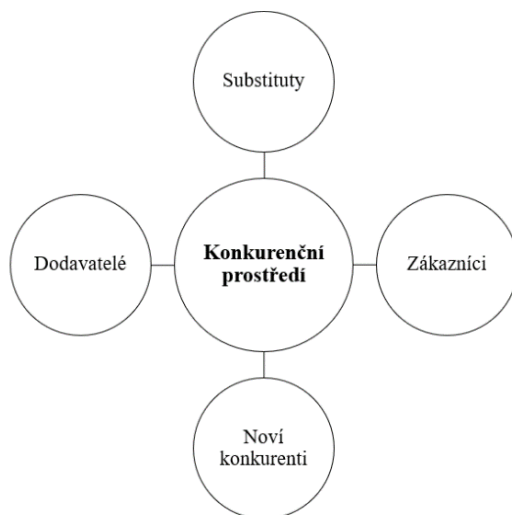 Substituty
Dodavatelé
Konkurenční
prostředí
Zákazníci
Noví
konkurenti